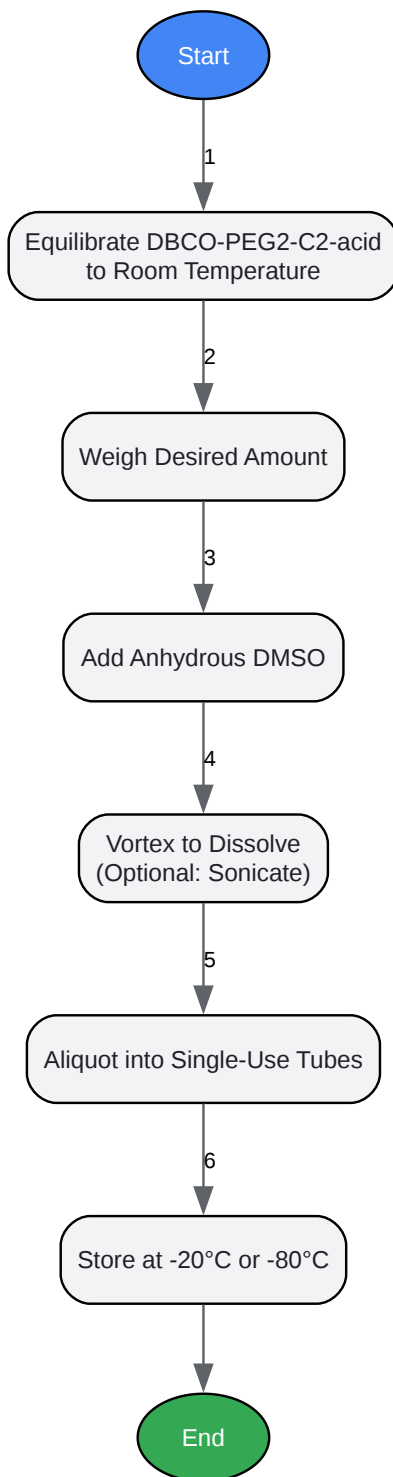 Start
1
Equilibrate DBCO-PEG2-C2-acid
to Room Temperature
2
Weigh Desired Amount
3
Add Anhydrous DMSO
4
Vortex to Dissolve
(Optional: Sonicate)
5
Aliquot into Single-Use Tubes
6
Store at -20°C or -80°C
End